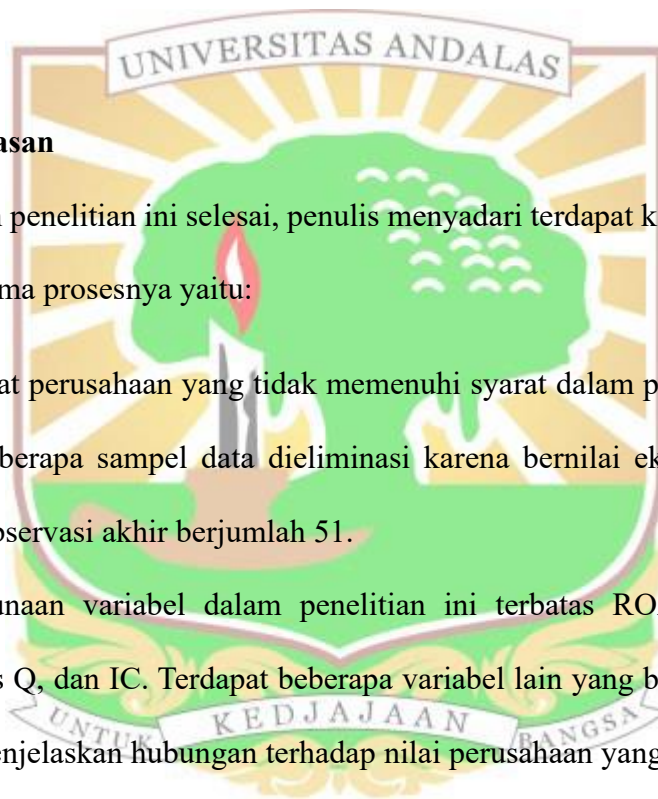 UNIVERSITAS ANDALAS
asan
penelitian ini selesai, penulis menyadari terdapat k
ma prosesnya yaitu:
at perusahaan yang tidak memenuhi syarat dalam p
berapa sampel data dieliminasi karena bernilai ek
bservasi akhir berjumlah 51.
unaan variabel dalam penelitian ini terbatas RO
s Q, dan IC. Terdapat beberapa variabel lain yang b
enjelaskan hubungan terhadap nilai perusahaan yang
UNTUK KEDJAJAAN BANGSA